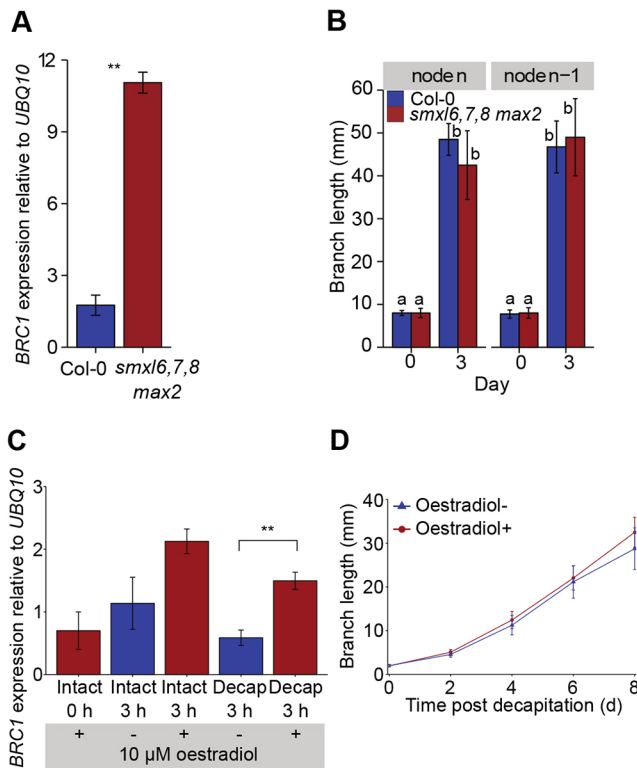 A
BRC1 expression relative to UBQ10
12
9
6
3
0
**
Col-0
smxl6,7,8
max2
B
node n
node n−1
Col-0
smxl6,7,8 max2
Branch length (mm)
60
50
40
30
20
10
0
a
a
b
b
a
a
b
b
0
3
0
3
Day
C
BRC1 expression relative to UBQ10
3
2
1
0
**
Intact Intact Intact Decap Decap
0 h 3 h 3 h 3 h 3 h
+ - + - +
10 µM oestradiol
D
Oestradiol-
Oestradiol+
Branch length (mm)
40
30
20
10
0
0 2 4 6 8
Time post decapitation (d)